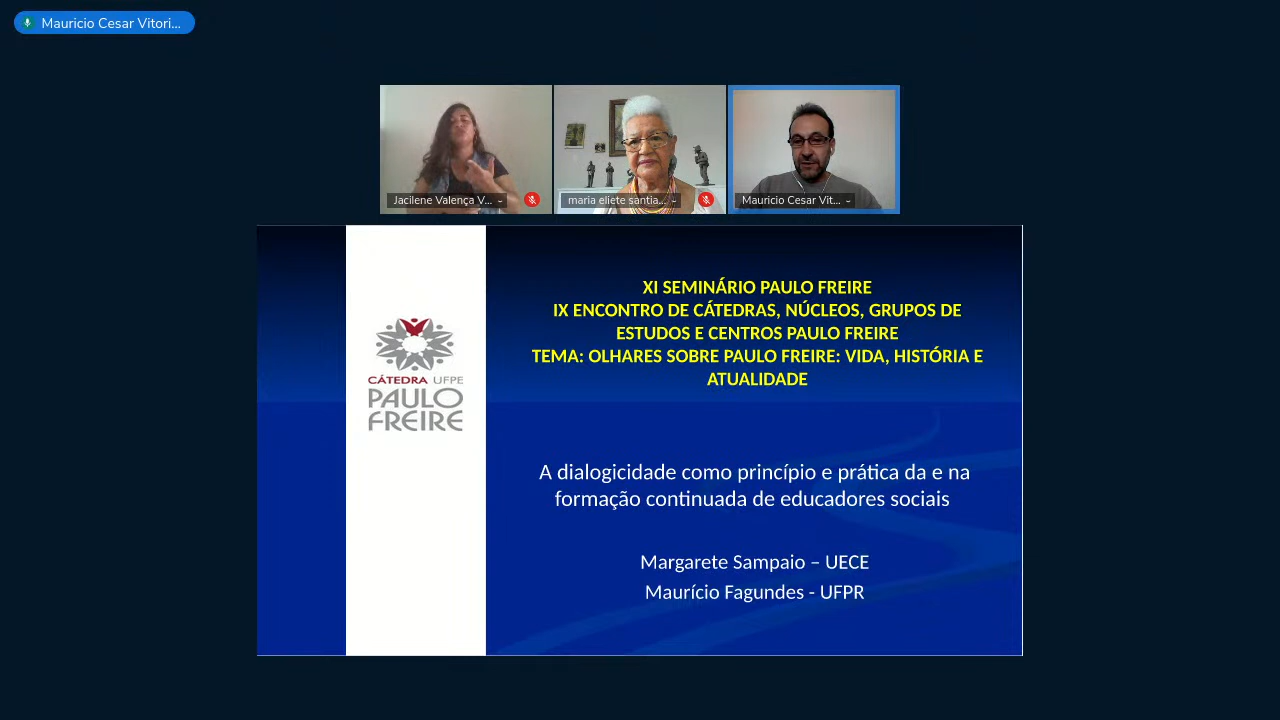 Mauricio Cesar Vitori...
Jacilene Valença V...
maria eliete santia...
Mauricio Cesar Vit...
XI SEMINÁRIO PAULO FREIRE
IX ENCONTRO DE CÁTEDRAS, NÚCLEOS, GRUPOS DE
ESTUDOS E CENTROS PAULO FREIRE
TEMA: OLHARES SOBRE PAULO FREIRE: VIDA, HISTÓRIA E
ATUALIDADE
CÁTEDRA UFPE
PAULO
FREIRE
A dialogicidade como princípio e prática da e na
formação continuada de educadores sociais
Margarete Sampaio – UECE
Maurício Fagundes - UFPR